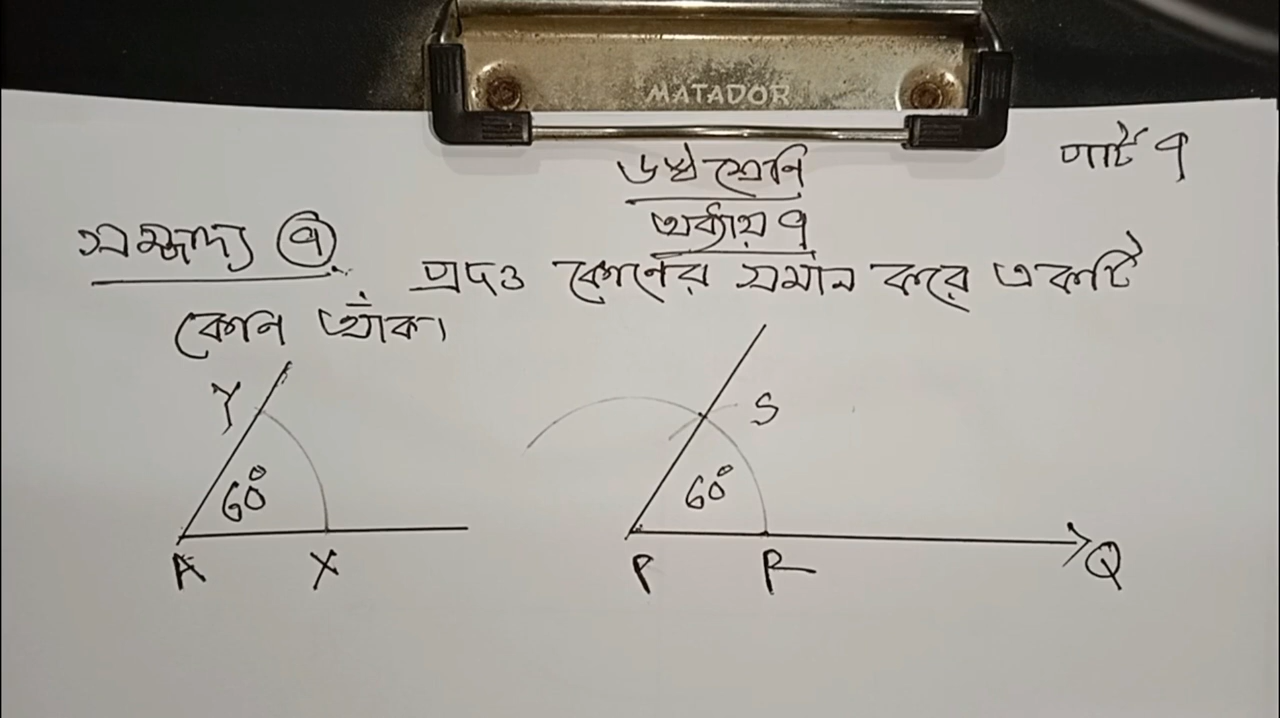 MATADOR
পার্ট ৭
৬ষ্ঠ শ্রেণি
অধ্যায় ৭
সম্পাদ্য ৭
প্রদত্ত কোণের সমান করে একটি
কোন আঁক।
Y
S
60°
60°
A
X
P
R
Q